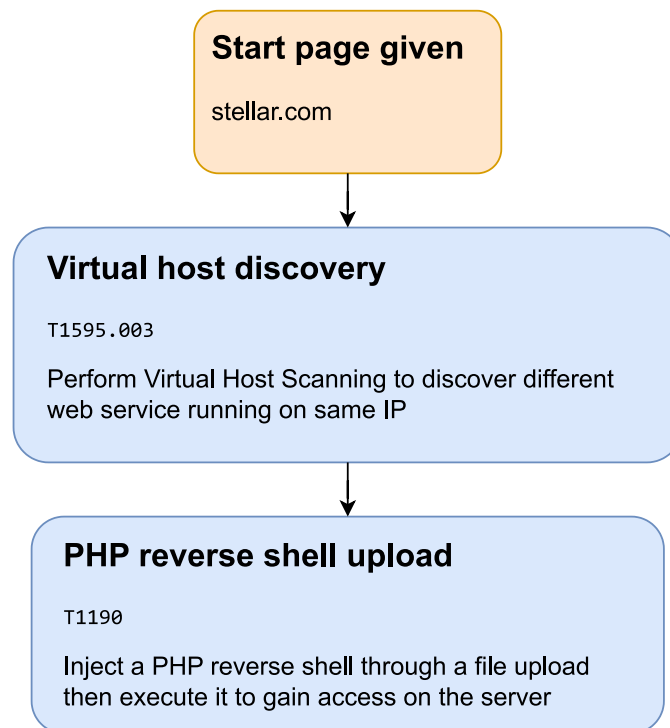 Start page given
stellar.com
Virtual host discovery
T1595.003
Perform Virtual Host Scanning to discover different
web service running on same IP
PHP reverse shell upload
T1190
Inject a PHP reverse shell through a file upload
then execute it to gain access on the server